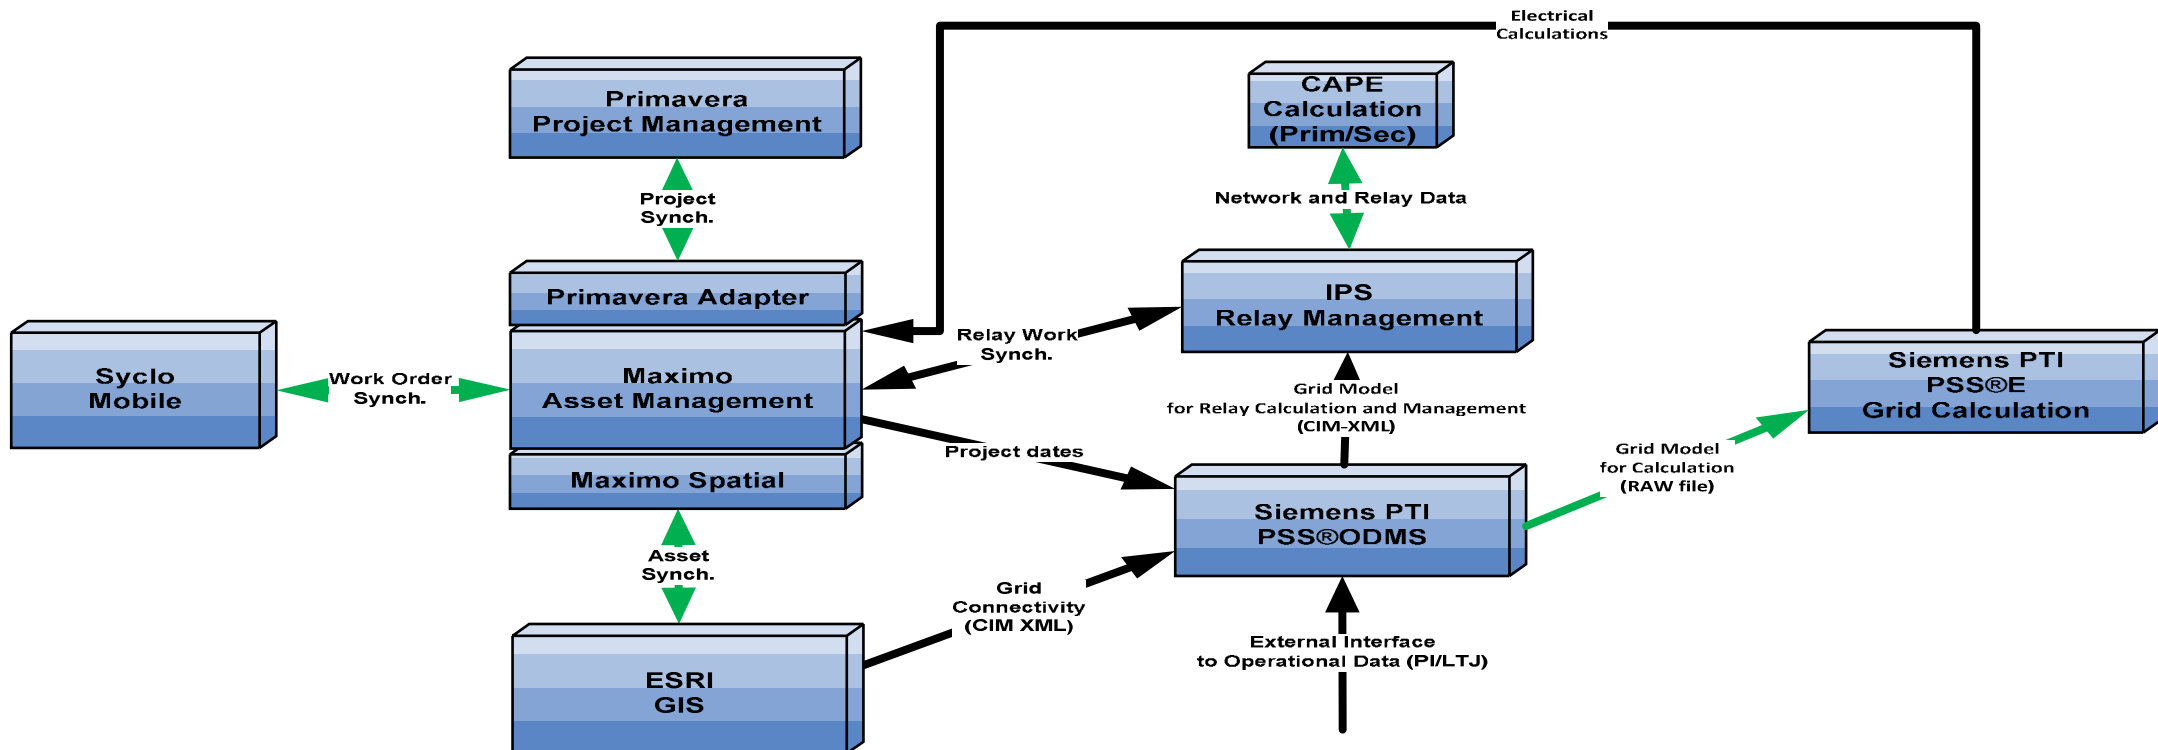 Electrical
Calculations
Primavera
Project Management
CAPE
Calculation
(Prim/Sec)
Project
Synch.
Network and Relay Data
Primavera Adapter
IPS
Relay Management
Relay Work
Synch.
Syclo
Mobile
Work Order
Synch.
Maximo
Asset Management
Siemens PTI
PSS®E
Grid Calculation
Grid Model
for Relay Calculation and Management
(CIM-XML)
Project dates
Grid Model
for Calculation
(RAW file)
Maximo Spatial
Siemens PTI
PSS®ODMS
Asset
Synch.
Grid
Connectivity
(CIM XML)
External Interface
to Operational Data (PI/LTJ)
ESRI
GIS